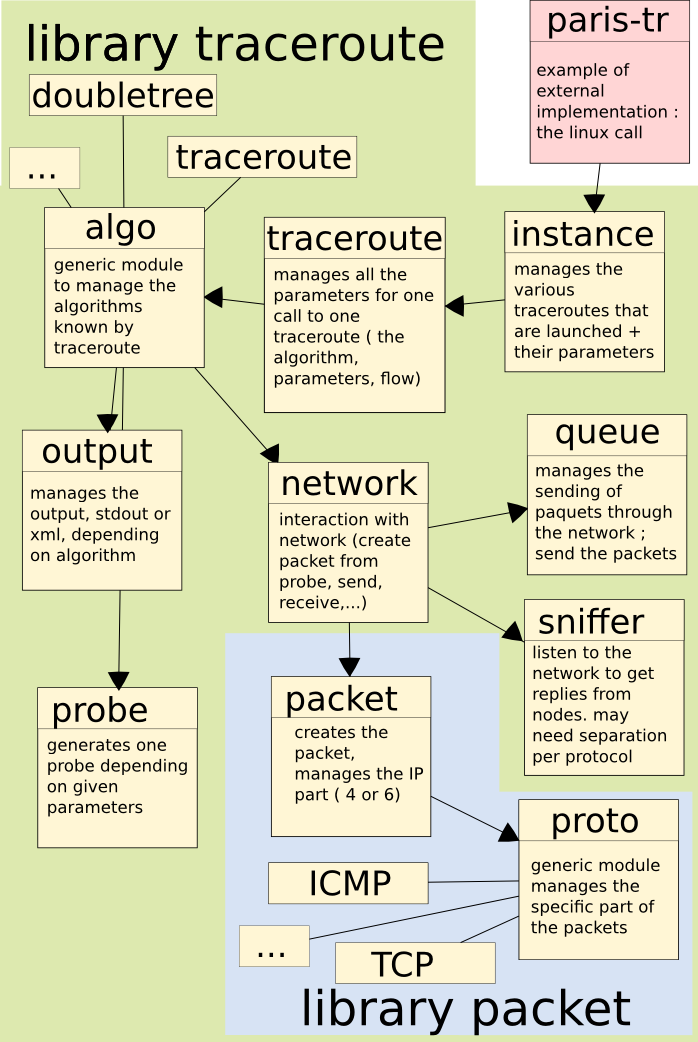 library traceroute
paris-tr
example of
external
implementation :
the linux call
doubletree
traceroute
...
algo
generic module
to manage the
algorithms
known by
traceroute
traceroute
manages all the
parameters for one
call to one
traceroute ( the
algorithm,
parameters, flow)
instance
manages the
various
traceroutes that
are launched +
their parameters
output
manages the
output, stdout or
xml, depending
on algorithm
network
interaction with
network (create
packet from
probe, send,
receive,...)
queue
manages the
sending of
paquets through
the network ;
send the packets
sniffer
listen to the
network to get
replies from
nodes. may
need separation
per protocol
probe
generates one
probe depending
on given
parameters
packet
creates the
packet,
manages the IP
part ( 4 or 6)
proto
generic module
manages the
specific part of
the packets
ICMP
...
TCP
library packet